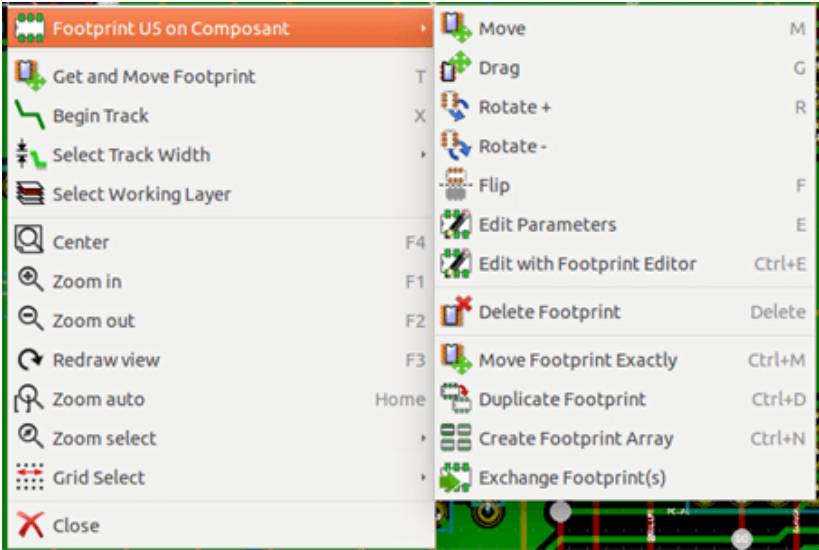 Footprint U5 on Composant
Get and Move Footprint T
Begin Track X
Select Track Width
Select Working Layer
Center F4
Zoom in F1
Zoom out F2
Redraw view F3
Zoom auto Home
Zoom select
Grid Select
Close
Move M
Drag G
Rotate + R
Rotate -
Flip F
Edit Parameters E
Edit with Footprint Editor Ctrl+E
Delete Footprint Delete
Move Footprint Exactly Ctrl+M
Duplicate Footprint Ctrl+D
Create Footprint Array Ctrl+N
Exchange Footprint(s)